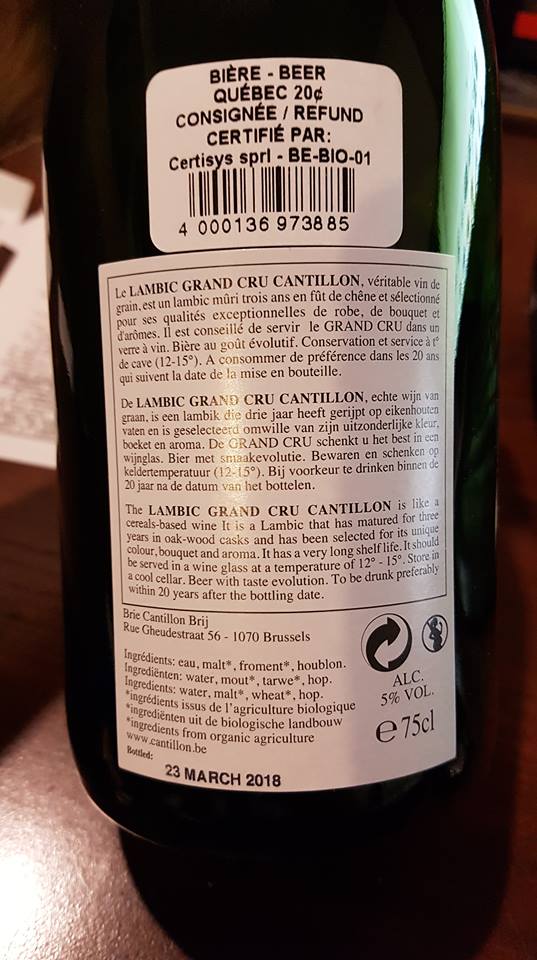 BIÈRE - BEER
QUÉBEC 20¢
CONSIGNÉE / REFUND
CERTIFIÉ PAR:
Certisys sprl - BE-BIO-01
4 000136 973885
Le LAMBIC GRAND CRU CANTILLON, véritable vin de
grain, est un lambic mûri trois ans en fût de chêne et sélectionné
pour ses qualités exceptionnelles de robe, de bouquet et
d'arômes. Il est conseillé de servir le GRAND CRU dans un
verre à vin. Bière au goût évolutif. Conservation et service à t°
de cave (12-15°). A consommer de préférence dans les 20 ans
qui suivent la date de la mise en bouteille.
De LAMBIC GRAND CRU CANTILLON, echte wijn van
graan, is een lambik die drie jaar heeft gerijpt op eikenhouten
vaten en is geselecteerd omwille van zijn uitzonderlijke kleur,
boeket en aroma. De GRAND CRU schenkt u het best in een
wijnglas. Bier met smaakevolutie. Bewaren en schenken op
keldertemperatuur (12-15°). Bij voorkeur te drinken binnen de
20 jaar na de datum van het bottelen.
The LAMBIC GRAND CRU CANTILLON is like a
cereals-based wine It is a Lambic that has matured for three
years in oak-wood casks and has been selected for its unique
colour, bouquet and aroma. It has a very long shelf life. It should
be served in a wine glass at a temperature of 12° - 15°. Store in
a cool cellar. Beer with taste evolution. To be drunk preferably
within 20 years after the bottling date.
Brie Cantillon Brij
Rue Gheudestraat 56 - 1070 Brussels
Ingrédients: eau, malt*, froment*, houblon.
Ingrediënten: water, mout*, tarwe*, hop.
Ingredients: water, malt*, wheat*, hop.
*ingrédients issus de l'agriculture biologique
*ingrediënten uit de biologische landbouw
*ingredients from organic agriculture
www.cantillon.be
Bottled:
23 MARCH 2018
ALC.
5% VOL.
e 75cl